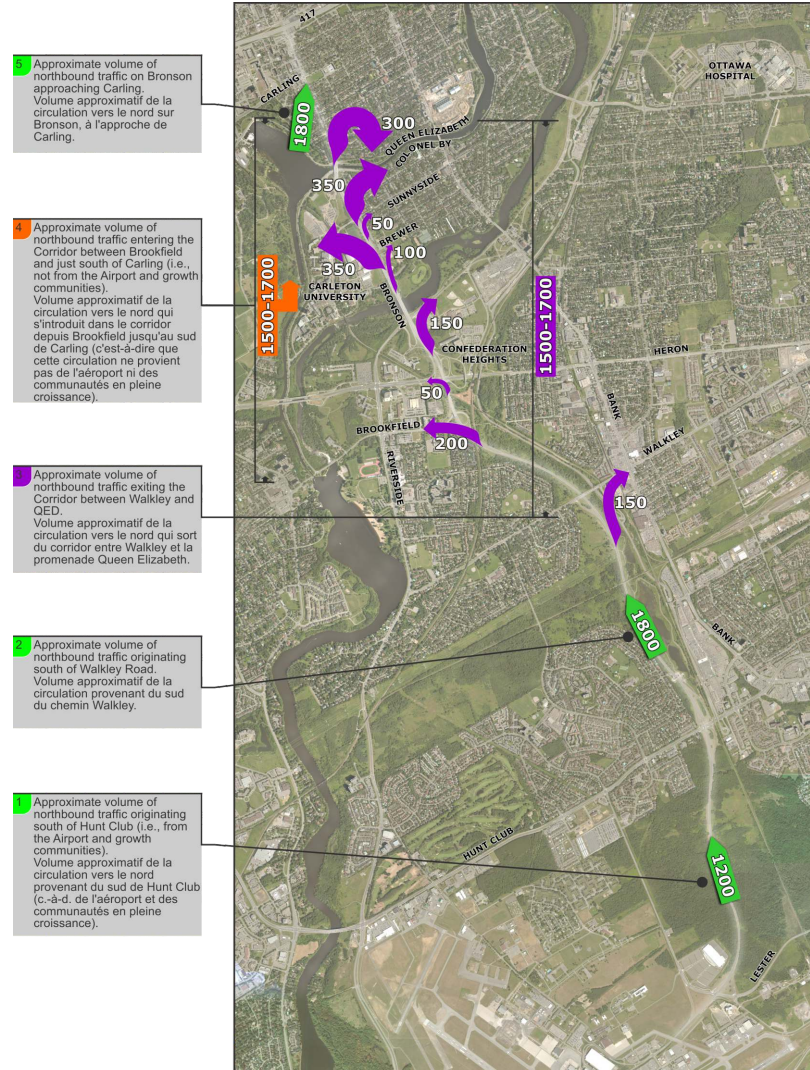 5
Approximate volume of
northbound traffic on Bronson
approaching Carling.
Volume approximatif de la
circulation vers le nord sur
Bronson, à l'approche de
Carling.
4
Approximate volume of
northbound traffic entering the
Corridor between Brookfield
and just south of Carling (i.e.,
not from the Airport and growth
communities).
Volume approximatif de la
circulation vers le nord qui
s'introduit dans le corridor
depuis Brookfield jusqu'au sud
de Carling (c'est-à-dire que
cette circulation ne provient
pas de l'aéroport ni des
communautés en pleine
croissance).
3
Approximate volume of
northbound traffic exiting the
Corridor between Walkley and
QED.
Volume approximatif de la
circulation vers le nord qui sort
du corridor entre Walkley et la
promenade Queen Elizabeth.
2
Approximate volume of
northbound traffic originating
south of Walkley Road.
Volume approximatif de la
circulation provenant du sud
du chemin Walkley.
1
Approximate volume of
northbound traffic originating
south of Hunt Club (i.e., from
the Airport and growth
communities).
Volume approximatif de la
circulation vers le nord
provenant du sud de Hunt Club
(c.-à-d. de l'aéroport et des
communautés en pleine
croissance).
417
OTTAWA
HOSPITAL
CARLING
1800
300
QUEEN ELIZABETH
COLONEL BY
350
SUNNYSIDE
50
BREWER
100
350
CARLETON
UNIVERSITY
BRONSON
1500-1700
1500-1700
150
CONFEDERATION
HEIGHTS
HERON
50
BANK
BROOKFIELD
200
WALKLEY
RIVERSIDE
150
1800
BANK
HUNT CLUB
1200
LESTER